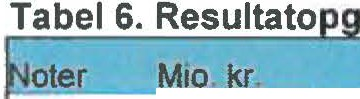 Tabel 6. Resultatopg
Noter Mio. kr.